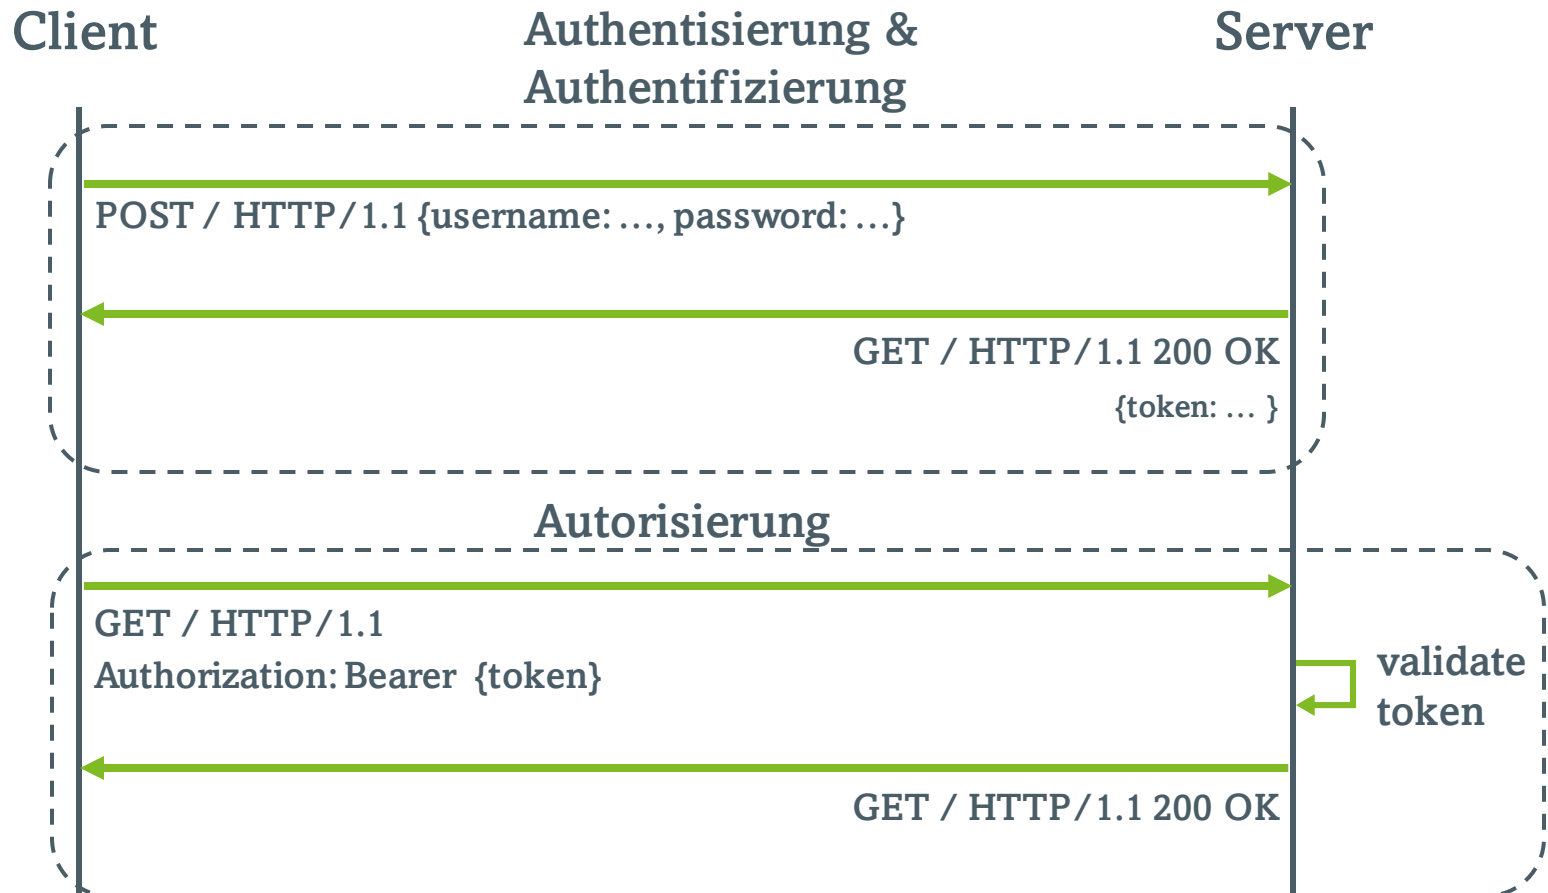 Client
Authentisierung &
Authentifizierung
Server
POST / HTTP/1.1 {username: …, password: …}
GET / HTTP/1.1 200 OK
{token: … }
Autorisierung
GET / HTTP/1.1
Authorization: Bearer {token}
validate
token
GET / HTTP/1.1 200 OK